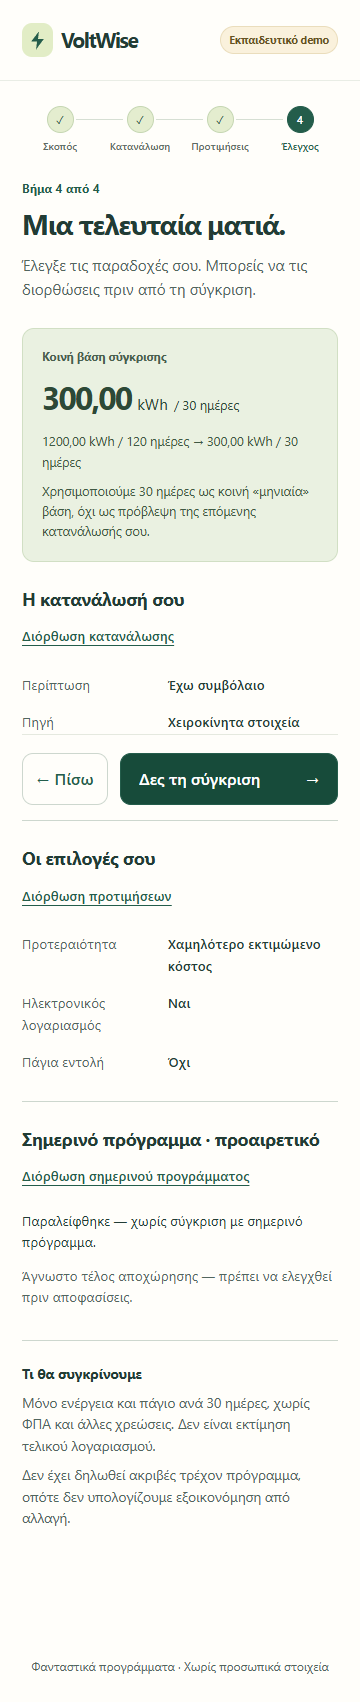 VoltWise
Εκπαιδευτικό demo
✓ ✓ ✓ 4
Σκοπός Κατανάλωση Προτιμήσεις Έλεγχος
Βήμα 4 από 4
Μια τελευταία ματιά.
Έλεγξε τις παραδοχές σου. Μπορείς να τις
διορθώσεις πριν από τη σύγκριση.
Κοινή βάση σύγκρισης
300,00 kWh / 30 ημέρες
1200,00 kWh / 120 ημέρες → 300,00 kWh / 30
ημέρες
Χρησιμοποιούμε 30 ημέρες ως κοινή «μηνιαία»
βάση, όχι ως πρόβλεψη της επόμενης
κατανάλωσής σου.
Η κατανάλωσή σου
Διόρθωση κατανάλωσης
Περίπτωση Έχω συμβόλαιο
Πηγή Χειροκίνητα στοιχεία
← Πίσω Δες τη σύγκριση →
Οι επιλογές σου
Διόρθωση προτιμήσεων
Προτεραιότητα Χαμηλότερο εκτιμώμενο
κόστος
Ηλεκτρονικός Ναι
λογαριασμός
Πάγια εντολή Όχι
Σημερινό πρόγραμμα · προαιρετικό
Διόρθωση σημερινού προγράμματος
Παραλείφθηκε — χωρίς σύγκριση με σημερινό
πρόγραμμα.
Άγνωστο τέλος αποχώρησης — πρέπει να ελεγχθεί
πριν αποφασίσεις.
Τι θα συγκρίνουμε
Μόνο ενέργεια και πάγιο ανά 30 ημέρες, χωρίς
ΦΠΑ και άλλες χρεώσεις. Δεν είναι εκτίμηση
τελικού λογαριασμού.
Δεν έχει δηλωθεί ακριβές τρέχον πρόγραμμα,
οπότε δεν υπολογίζουμε εξοικονόμηση από
αλλαγή.
Φανταστικά προγράμματα · Χωρίς προσωπικά στοιχεία